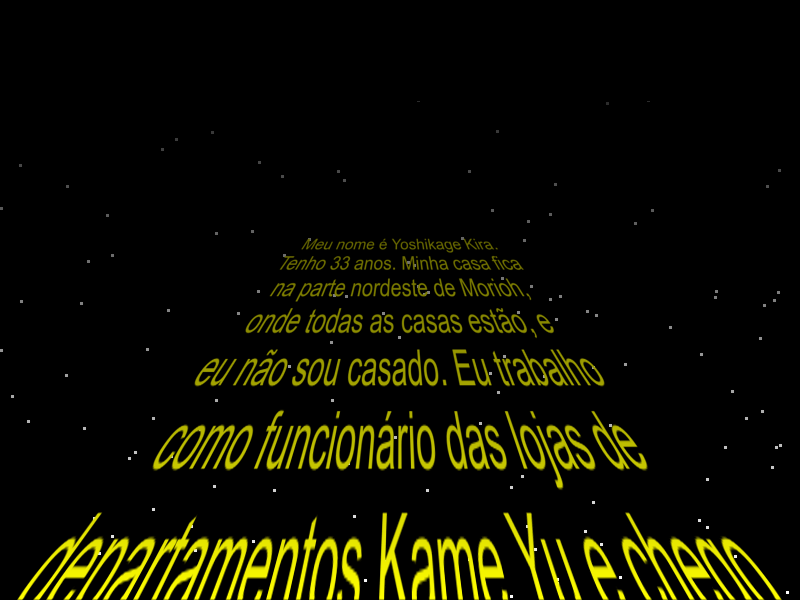 Meu nome é Yoshikage Kira.
Tenho 33 anos. Minha casa fica
na parte nordeste de Morioh,
onde todas as casas estão, e
eu não sou casado. Eu trabalho
como funcionário das lojas de
departamentos Kame Yu e chego